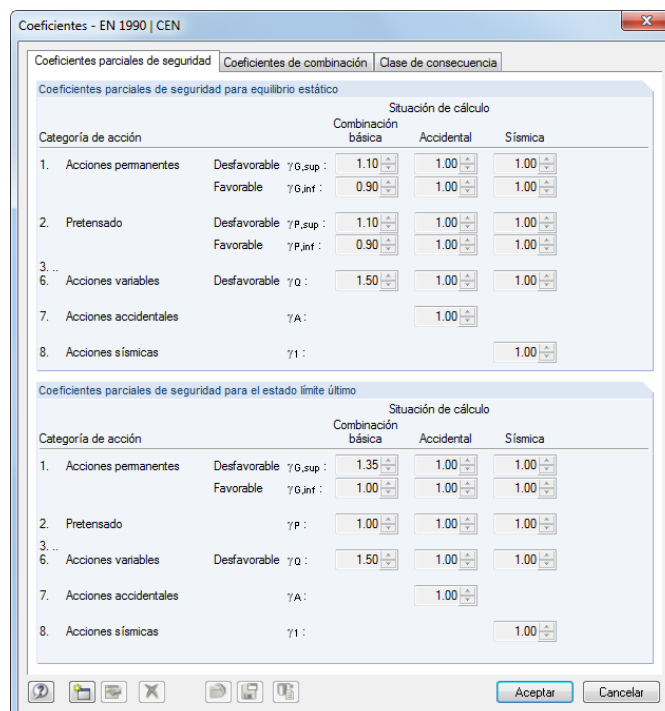 Coeficientes - EN 1990 | CEN
Coeficientes parciales de seguridad Coeficientes de combinación Clase de consecuencia
Coeficientes parciales de seguridad para equilibrio estático
Situación de cálculo
Combinación
Categoría de acción básica Accidental Sísmica
1. Acciones permanentes Desfavorable γG,sup : 1.10 1.00 1.00
Favorable γG,inf : 0.90 1.00 1.00
2. Pretensado Desfavorable γP,sup : 1.10 1.00 1.00
Favorable γP,inf : 0.90 1.00 1.00
3. ..
6. Acciones variables Desfavorable γQ : 1.50 1.00 1.00
7. Acciones accidentales γA : 1.00
8. Acciones sísmicas γ1 : 1.00
Coeficientes parciales de seguridad para el estado límite último
Situación de cálculo
Combinación
Categoría de acción básica Accidental Sísmica
1. Acciones permanentes Desfavorable γG,sup : 1.35 1.00 1.00
Favorable γG,inf : 1.00 1.00 1.00
2. Pretensado γP : 1.00 1.00 1.00
3. ..
6. Acciones variables Desfavorable γQ : 1.50 1.00 1.00
7. Acciones accidentales γA : 1.00
8. Acciones sísmicas γ1 : 1.00
Aceptar Cancelar